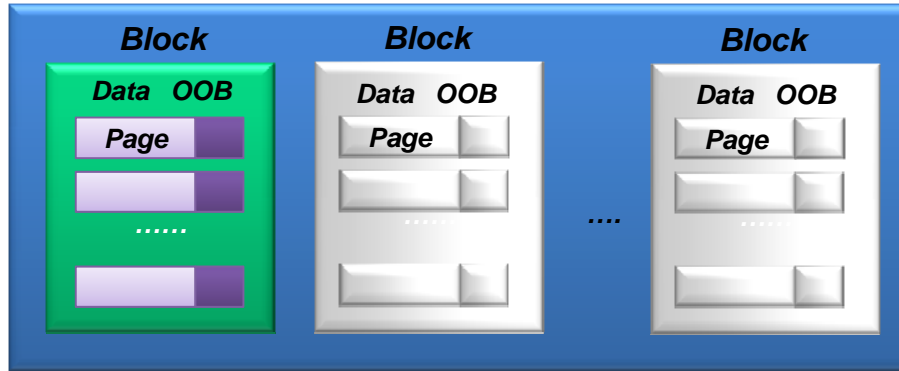 Block Block Block
Data OOB Data OOB Data OOB
Page Page Page
...... ...... .... ......